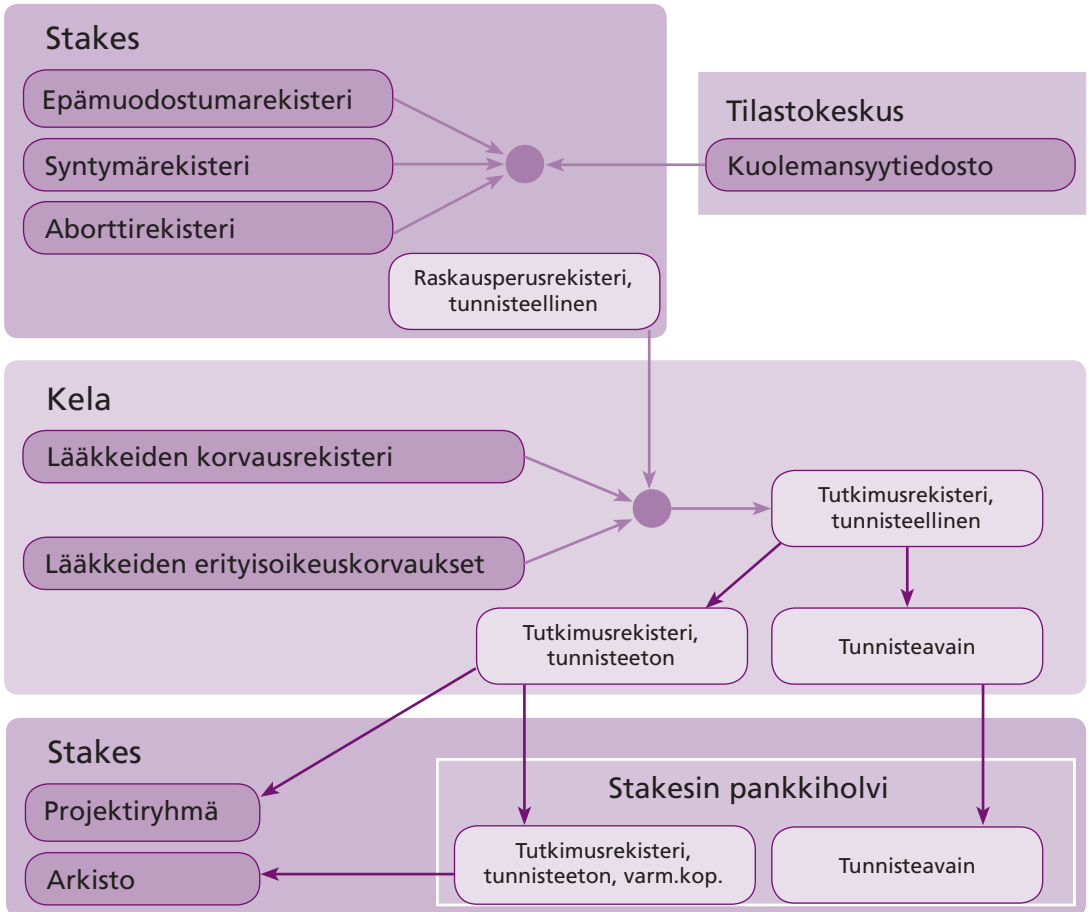 Stakes
Epämuodostumarekisteri
Syntymärekisteri
Aborttirekisteri
Tilastokeskus
Kuolemansyytiedosto
Raskausperusrekisteri,
tunnisteellinen
Kela
Lääkkeiden korvausrekisteri
Lääkkeiden erityisoikeuskorvaukset
Tutkimusrekisteri,
tunnisteellinen
Tutkimusrekisteri,
tunnisteeton
Tunnisteavain
Stakes
Projektiryhmä
Arkisto
Stakesin pankkiholvi
Tutkimusrekisteri,
tunnisteeton, varm.kop.
Tunnisteavain